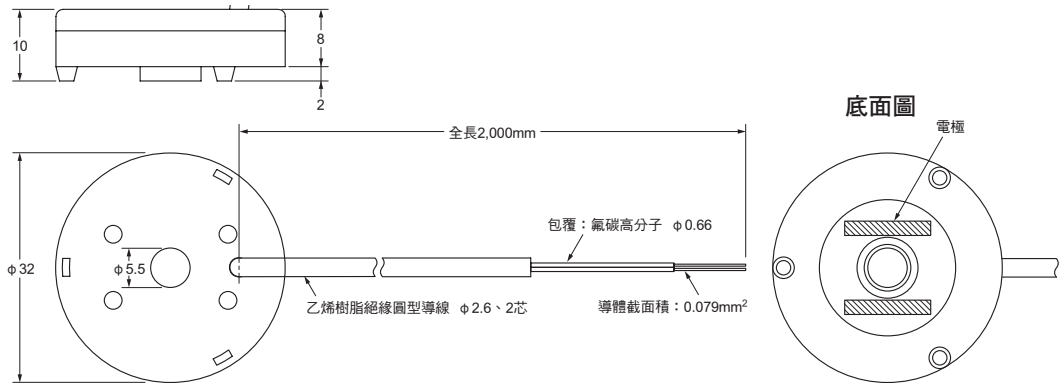 10
8
2
底面圖
電極
全長2,000mm
包覆：氟碳高分子 φ0.66
φ32
φ5.5
乙烯樹脂絕緣圓型導線 φ2.6、2芯
導體截面積：0.079mm²